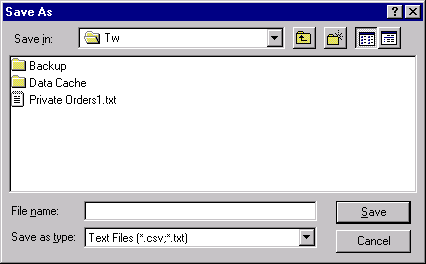 Save As
Save in: Tw
Backup
Data Cache
Private Orders1.txt
File name: Save
Save as type: Text Files (*.csv;*.txt) Cancel